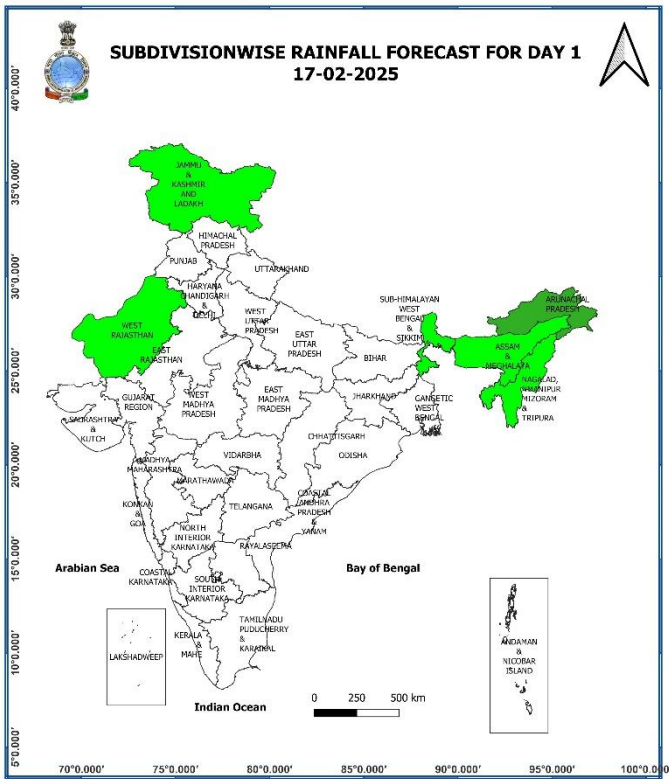 SUBDIVISIONWISE RAINFALL FORECAST FOR DAY 1
17-02-2025
40°0.000'
35°0.000'
30°0.000'
25°0.000'
20°0.000'
15°0.000'
10°0.000'
5°0.000'
JAMMU
&
KASHMIR
AND
LADAKH
HIMACHAL
PRADESH
PUNJAB
UTTARAKHAND
HARYANA
CHANDIGARH
&
DELHI
WEST
UTTAR
PRADESH
EAST
UTTAR
PRADESH
SUB-HIMALAYAN
WEST
BENGAL
&
SIKKIM
ARUNACHAL
PRADESH
ASSAM
&
MEGHALAYA
NAGALAD,
MANIPUR
MIZORAM
&
TRIPURA
WEST
RAJASTHAN
EAST
RAJASTHAN
BIHAR
GUJARAT
REGION
WEST
MADHYA
PRADESH
EAST
MADHYA
PRADESH
JHARKHAND
GANGETIC
WEST
BENGAL
SAURASHTRA
&
KUTCH
CHHATTISGARH
ODISHA
MADHYA
MAHARASHTRA
VIDARBHA
MARATHAWADA
KONKAN
&
GOA
TELANGANA
COASTAL
ANDHRA
PRADESH
&
YANAM
NORTH
INTERIOR
KARNATAKA
RAYALASEEMA
Arabian Sea
Bay of Bengal
COASTAL
KARNATAKA
SOUTH
INTERIOR
KARNATAKA
TAMILNADU
PUDUCHERRY
&
KARAIKAL
KERALA
&
MAHE
LAKSHADWEEP
ANDAMAN
&
NICOBAR
ISLAND
Indian Ocean
0 250 500 km
70°0.000' 75°0.000' 80°0.000' 85°0.000' 90°0.000' 95°0.000' 100°0.000